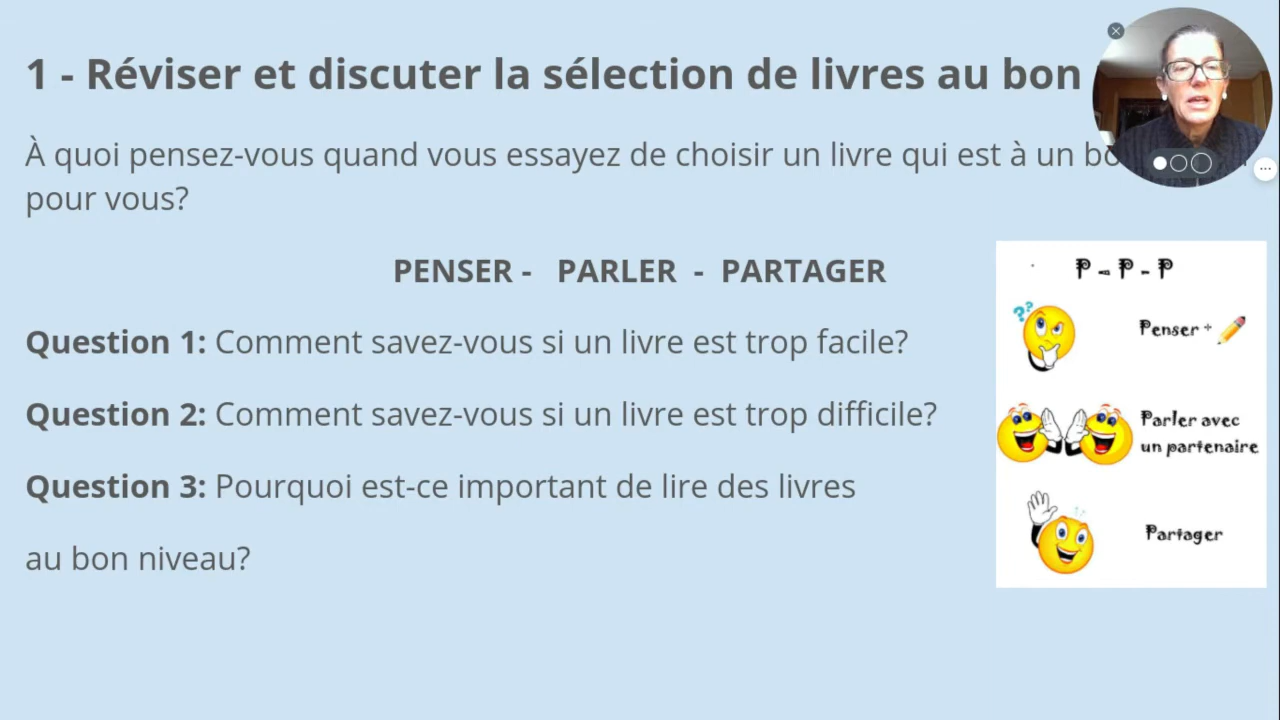 1 - Réviser et discuter la sélection de livres au bon
À quoi pensez-vous quand vous essayez de choisir un livre qui est à un
pour vous?
PENSER - PARLER - PARTAGER
Question 1: Comment savez-vous si un livre est trop facile?
Question 2: Comment savez-vous si un livre est trop difficile?
Question 3: Pourquoi est-ce important de lire des livres
au bon niveau?
P - P - P
??
Penser +
Parler avec
un partenaire
Partager